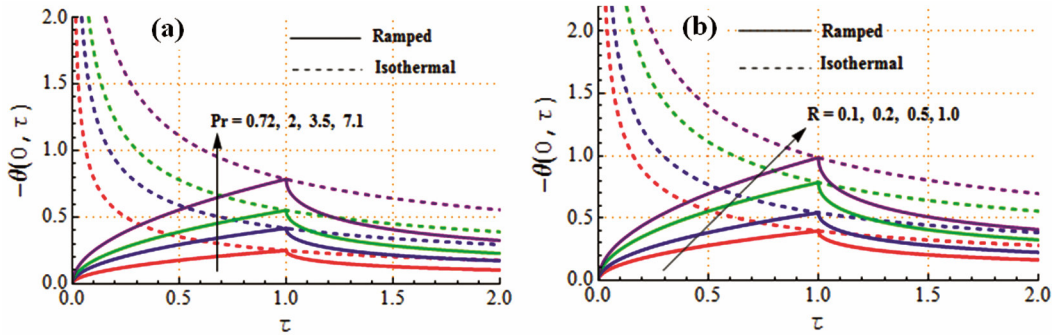 (a)
Ramped
Isothermal
Pr = 0.72, 2, 3.5, 7.1
-θ(0, τ)
2.0
1.5
1.0
0.5
0.0
0.0 0.5 1.0 1.5 2.0
τ
(b)
Ramped
Isothermal
R = 0.1, 0.2, 0.5, 1.0
-θ(0, τ)
2.0
1.5
1.0
0.5
0.0
0.0 0.5 1.0 1.5 2.0
τ